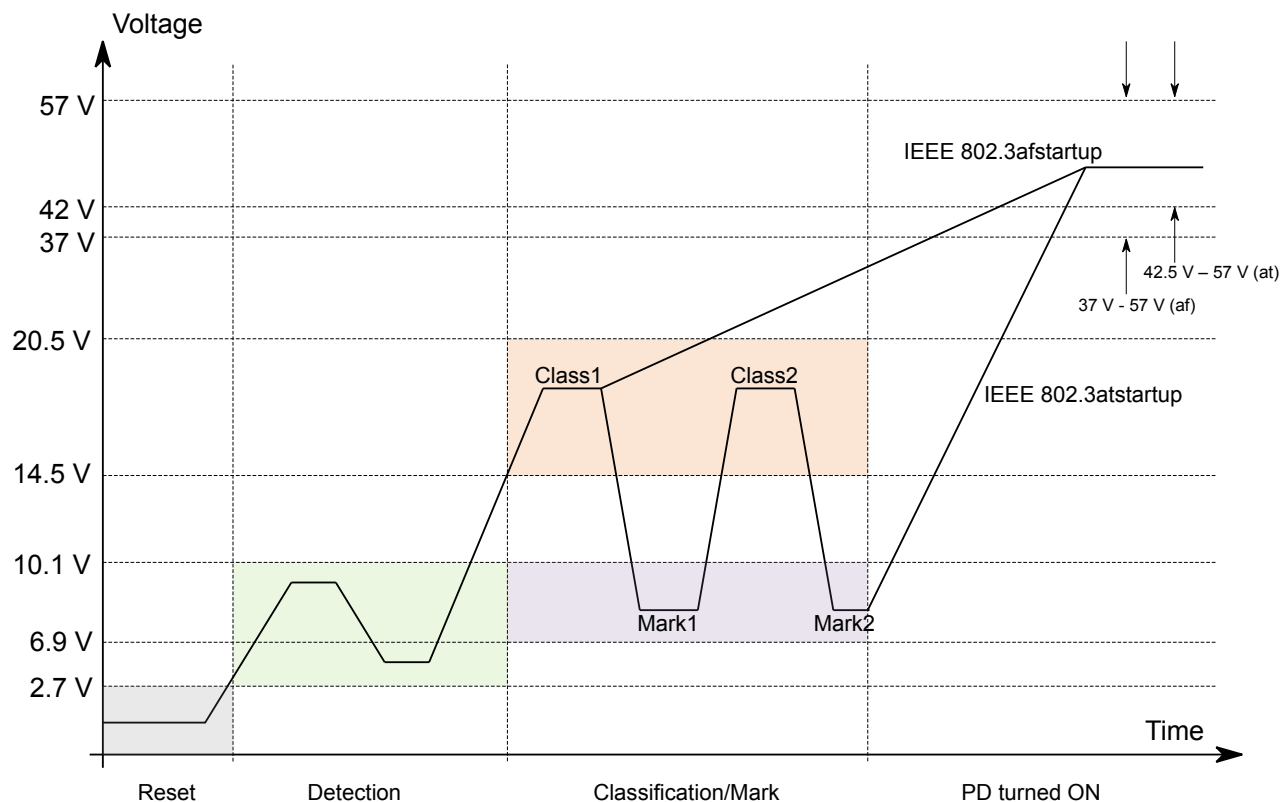 Voltage
57 V
IEEE 802.3afstartup
42 V
37 V
42.5 V – 57 V (at)
37 V - 57 V (af)
20.5 V
Class1
Class2
IEEE 802.3atstartup
14.5 V
10.1 V
Mark1
Mark2
6.9 V
2.7 V
Time
Reset
Detection
Classification/Mark
PD turned ON